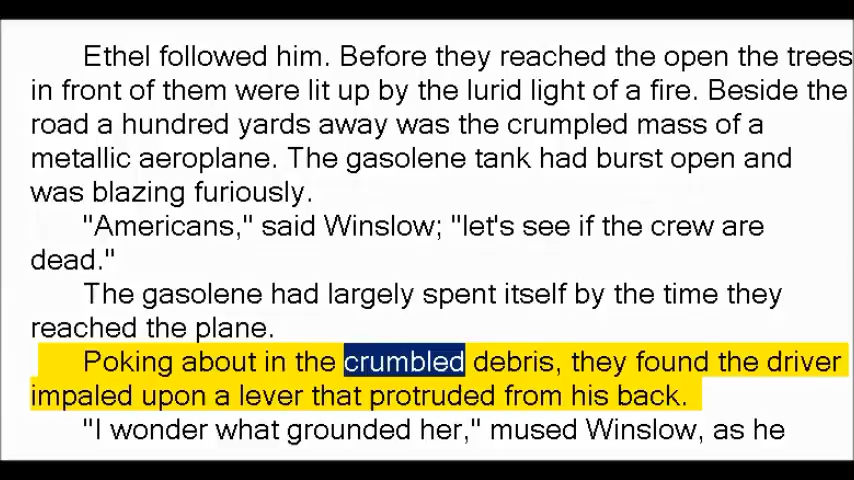 Ethel followed him. Before they reached the open the trees
in front of them were lit up by the lurid light of a fire. Beside the
road a hundred yards away was the crumpled mass of a
metallic aeroplane. The gasolene tank had burst open and
was blazing furiously.
"Americans," said Winslow; "let's see if the crew are
dead."
The gasolene had largely spent itself by the time they
reached the plane.
Poking about in the crumbled debris, they found the driver
impaled upon a lever that protruded from his back.
"I wonder what grounded her," mused Winslow, as he